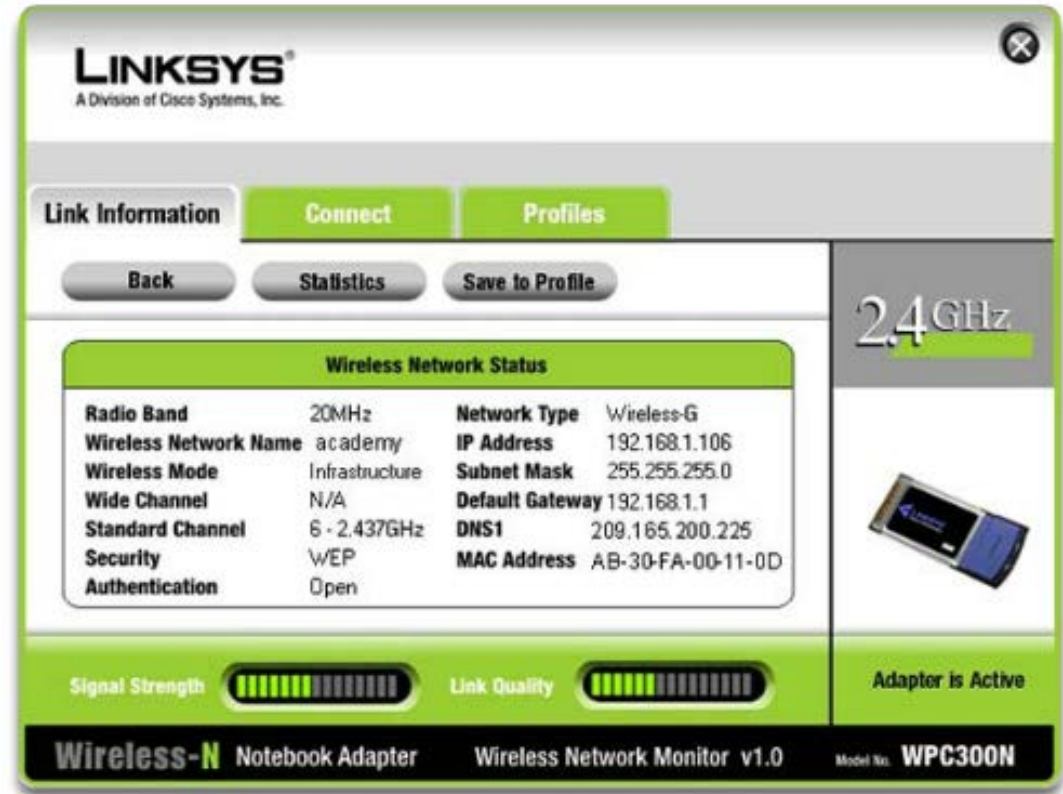 LINKSYS®
A Division of Cisco Systems, Inc.
Link Information Connect Profiles
Back Statistics Save to Profile
2.4GHz
Wireless Network Status
Radio Band 20MHz Network Type Wireless-G
Wireless Network Name academy IP Address 192.168.1.106
Wireless Mode Infrastructure Subnet Mask 255.255.255.0
Wide Channel N/A Default Gateway 192.168.1.1
Standard Channel 6 - 2.437GHz DNS1 209.165.200.225
Security WEP MAC Address AB-30-FA-00-11-0D
Authentication Open
LINKSYS
Signal Strength Link Quality Adapter is Active
Wireless-N Notebook Adapter Wireless Network Monitor v1.0 Model No. WPC300N